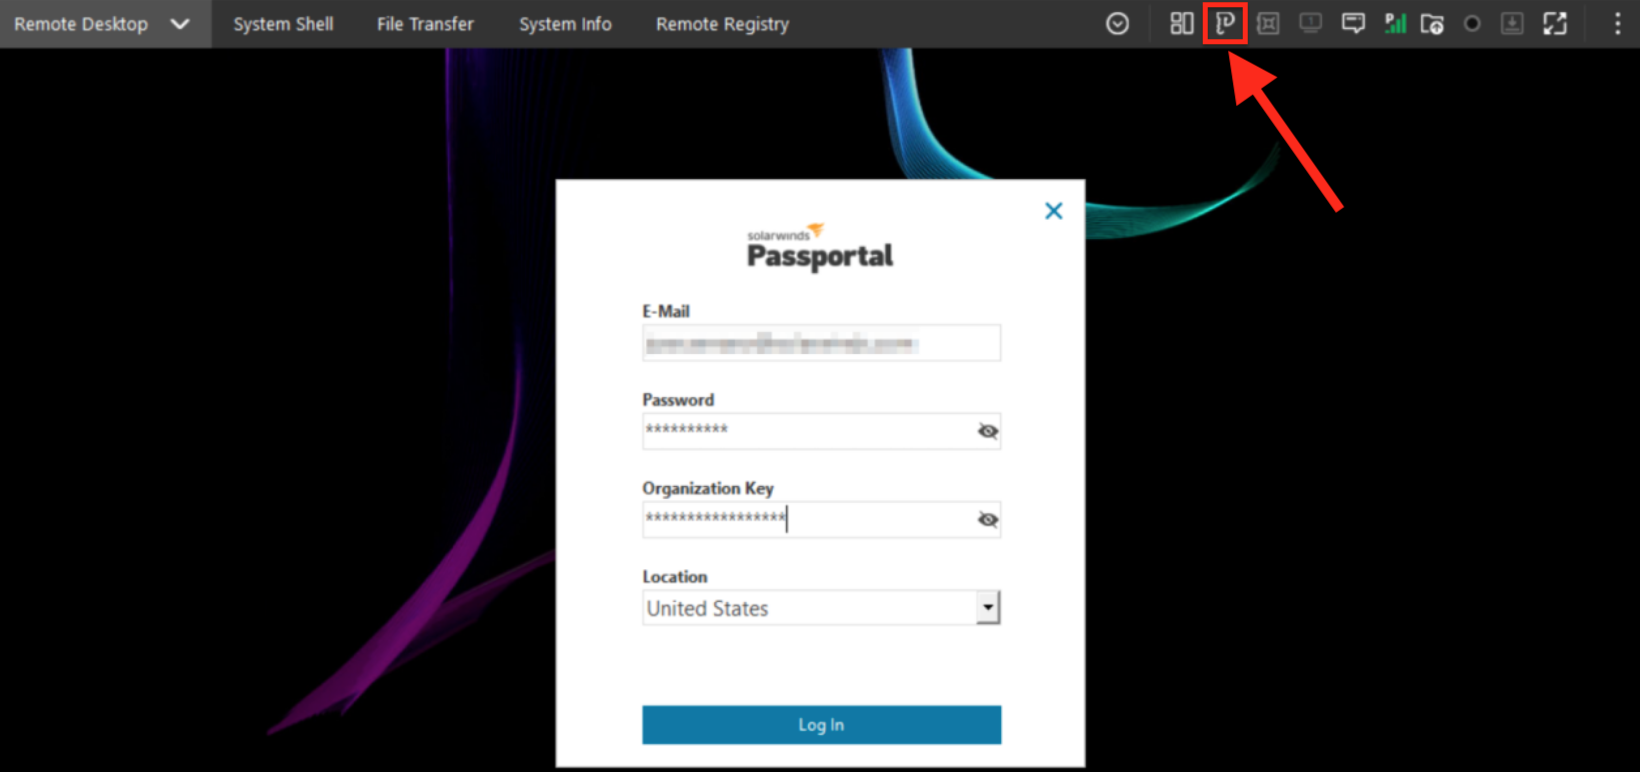 Remote Desktop System Shell File Transfer System Info Remote Registry
solarwinds
Passportal
E-Mail
Password
**********
Organization Key
*****************
Location
United States
Log In